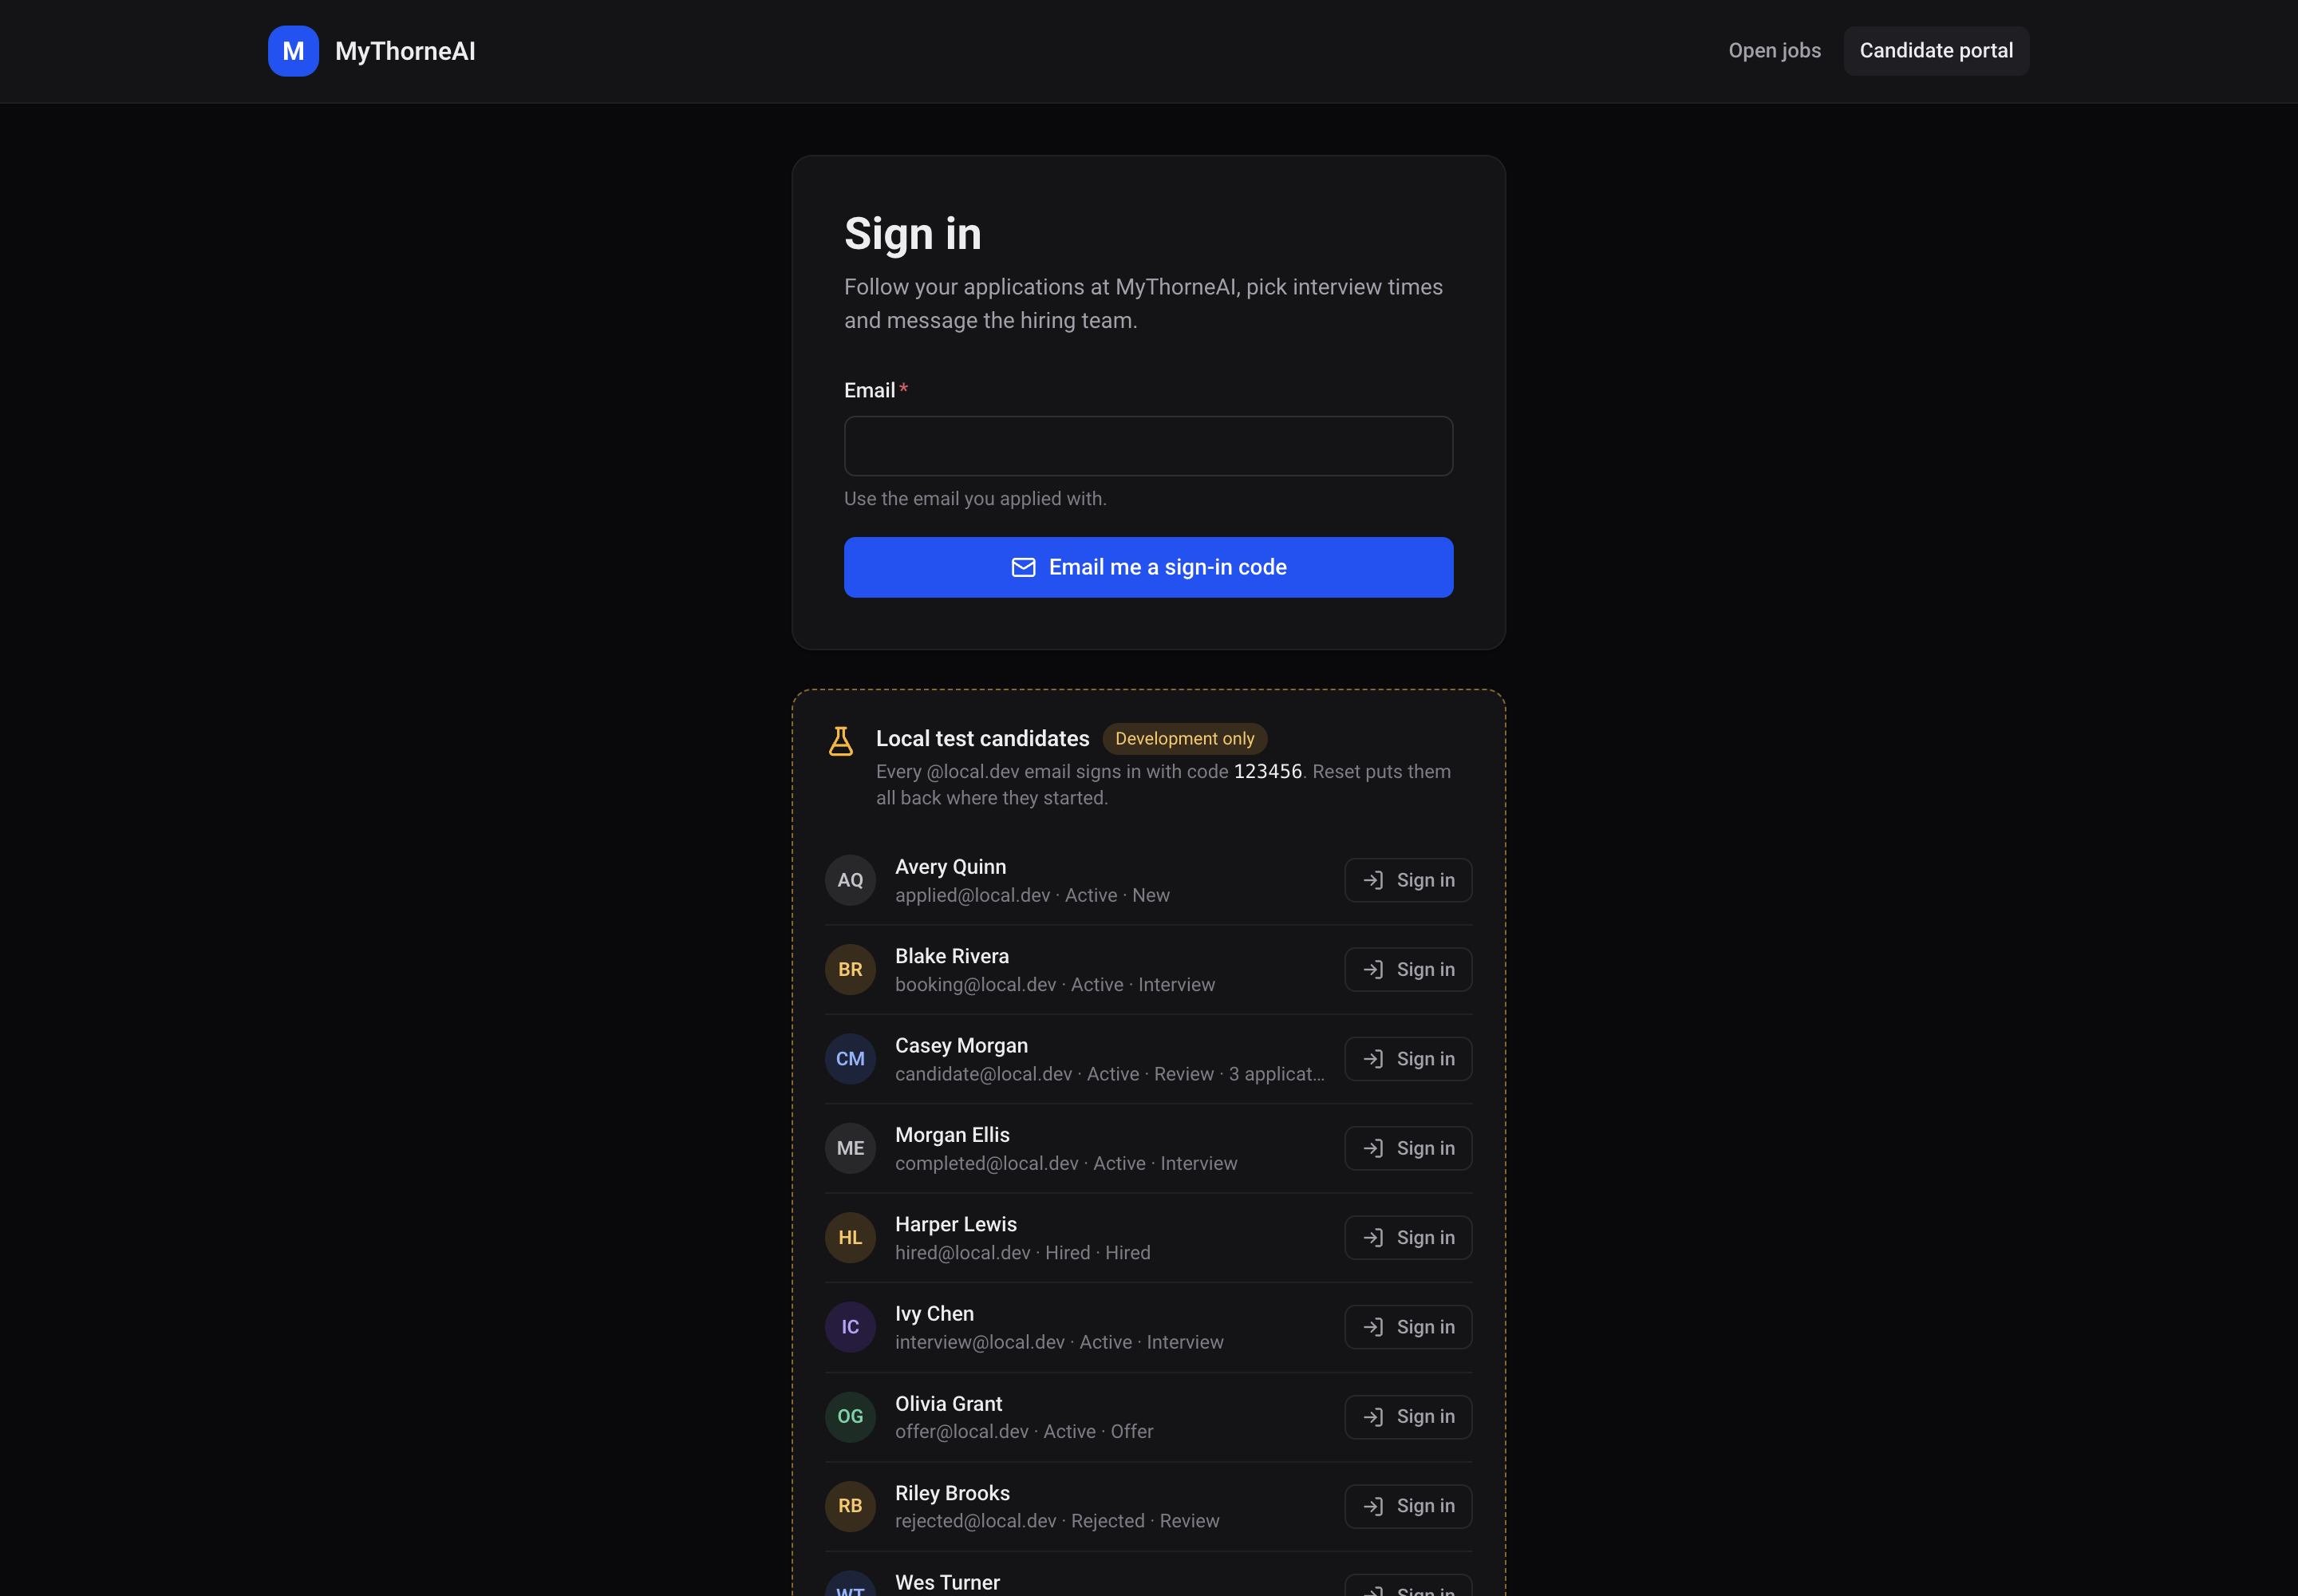 M MyThorneAI
Open jobs
Candidate portal
Sign in
Follow your applications at MyThorneAI, pick interview times
and message the hiring team.
Email *
Use the email you applied with.
Email me a sign-in code
Local test candidates Development only
Every @local.dev email signs in with code 123456. Reset puts them
all back where they started.
AQ
Avery Quinn
applied@local.dev · Active · New
Sign in
BR
Blake Rivera
booking@local.dev · Active · Interview
Sign in
CM
Casey Morgan
candidate@local.dev · Active · Review · 3 applicat...
Sign in
ME
Morgan Ellis
completed@local.dev · Active · Interview
Sign in
HL
Harper Lewis
hired@local.dev · Hired · Hired
Sign in
IC
Ivy Chen
interview@local.dev · Active · Interview
Sign in
OG
Olivia Grant
offer@local.dev · Active · Offer
Sign in
RB
Riley Brooks
rejected@local.dev · Rejected · Review
Sign in
WT
Wes Turner
Sign in